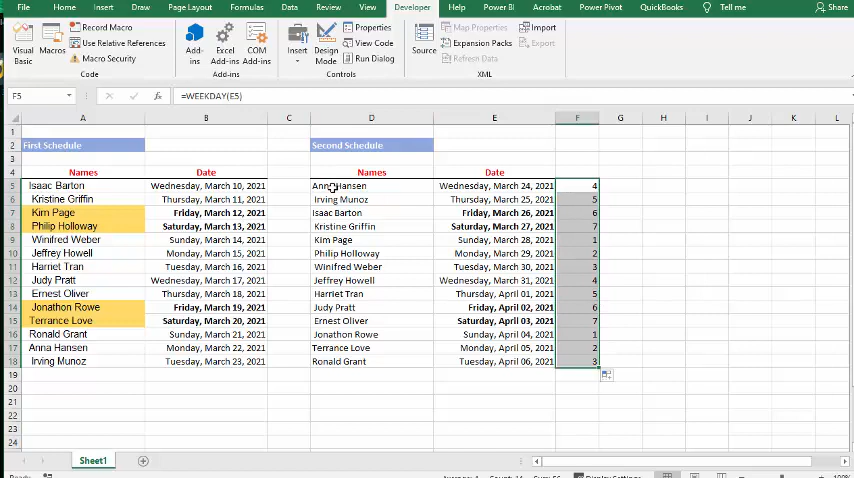 File Home Insert Draw Page Layout Formulas Data Review View Developer Help Power BI Acrobat Power Pivot QuickBooks Tell me Share
Visual Basic Macros Record Macro Use Relative References Macro Security Add-ins Excel Add-ins COM Add-ins Insert Design Mode Properties View Code Run Dialog Source Map Properties Expansion Packs Refresh Data Import Export
Code Add-ins Controls XML
F5 fx =WEEKDAY(E5)
A B C D E F G H I J K L
1
2 First Schedule Second Schedule
3
4 Names Date Names Date
5 Isaac Barton Wednesday, March 10, 2021 Anna Hansen Wednesday, March 24, 2021 4
6 Kristine Griffin Thursday, March 11, 2021 Irving Munoz Thursday, March 25, 2021 5
7 Kim Page Friday, March 12, 2021 Isaac Barton Friday, March 26, 2021 6
8 Philip Holloway Saturday, March 13, 2021 Kristine Griffin Saturday, March 27, 2021 7
9 Winifred Weber Sunday, March 14, 2021 Kim Page Sunday, March 28, 2021 1
10 Jeffrey Howell Monday, March 15, 2021 Philip Holloway Monday, March 29, 2021 2
11 Harriet Tran Tuesday, March 16, 2021 Winifred Weber Tuesday, March 30, 2021 3
12 Judy Pratt Wednesday, March 17, 2021 Jeffrey Howell Wednesday, March 31, 2021 4
13 Ernest Oliver Thursday, March 18, 2021 Harriet Tran Thursday, April 01, 2021 5
14 Jonathon Rowe Friday, March 19, 2021 Judy Pratt Friday, April 02, 2021 6
15 Terrance Love Saturday, March 20, 2021 Ernest Oliver Saturday, April 03, 2021 7
16 Ronald Grant Sunday, March 21, 2021 Jonathon Rowe Sunday, April 04, 2021 1
17 Anna Hansen Monday, March 22, 2021 Terrance Love Monday, April 05, 2021 2
18 Irving Munoz Tuesday, March 23, 2021 Ronald Grant Tuesday, April 06, 2021 3
19
20
21
22
23
24
Sheet1
Ready Average: 4 Count: 14 Sum: 56 Display Settings 100%